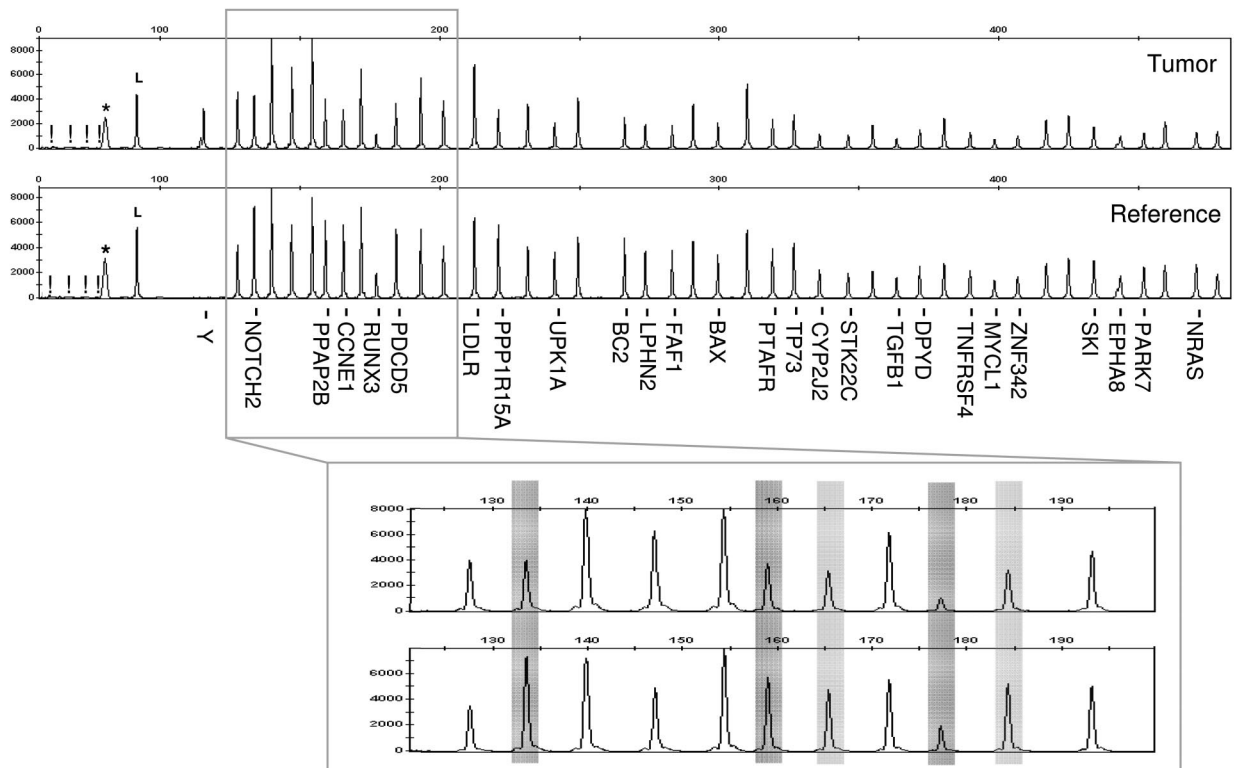 0 100 200 300 400
8000
6000
4000
2000
0
! ! ! ! * L
Tumor
0 100 200 300 400
8000
6000
4000
2000
0
! ! ! ! * L
Reference
Y
NOTCH2
PPAP2B
CCNE1
RUNX3
PDCD5
LDLR
PPP1R15A
UPK1A
BC2
LPHN2
FAF1
BAX
PTAFR
TP73
CYP2J2
STK22C
TGFB1
DPYD
TNFRSF4
MYCL1
ZNF342
SKI
EPHA8
PARK7
NRAS
130 140 150 160 170 180 190
8000
6000
4000
2000
0
130 140 150 160 170 180 190
6000
4000
2000
0